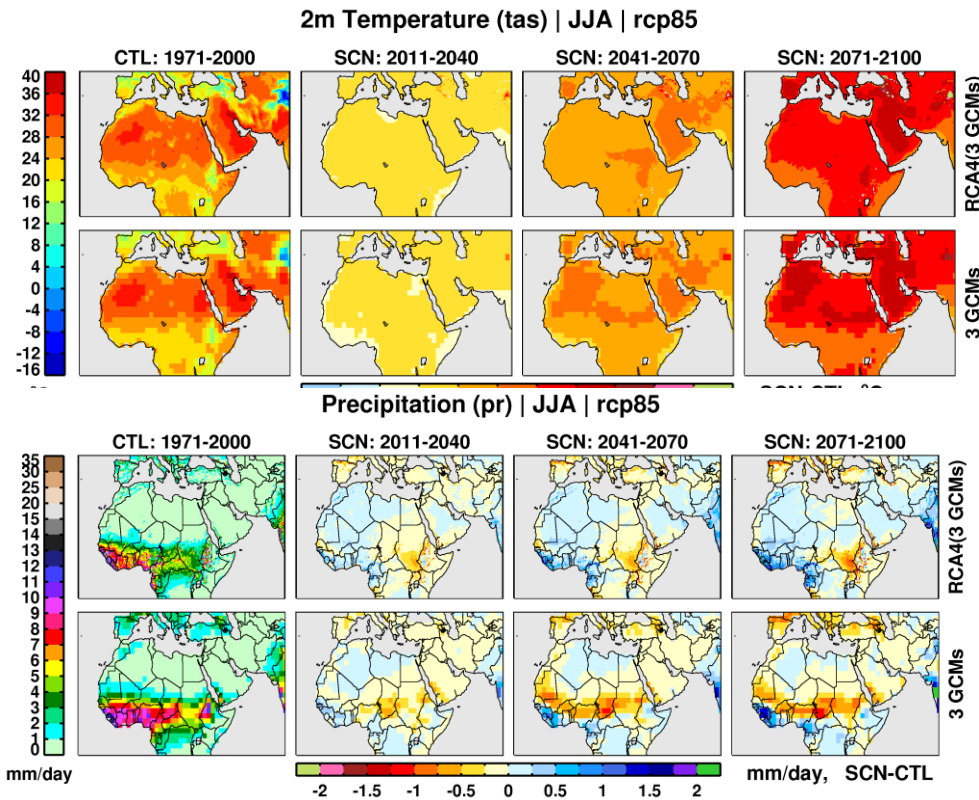 2m Temperature (tas) | JJA | rcp85
CTL: 1971-2000
SCN: 2011-2040
SCN: 2041-2070
SCN: 2071-2100
40
36
32
28
24
20
16
12
8
4
0
-4
-8
-12
-16
RCA4(3 GCMs)
3 GCMs
Precipitation (pr) | JJA | rcp85
CTL: 1971-2000
SCN: 2011-2040
SCN: 2041-2070
SCN: 2071-2100
35
30
25
20
15
14
13
12
11
10
9
8
7
6
5
4
3
2
1
0
RCA4(3 GCMs)
3 GCMs
mm/day
-2
-1.5
-1
-0.5
0
0.5
1
1.5
2
mm/day, SCN-CTL